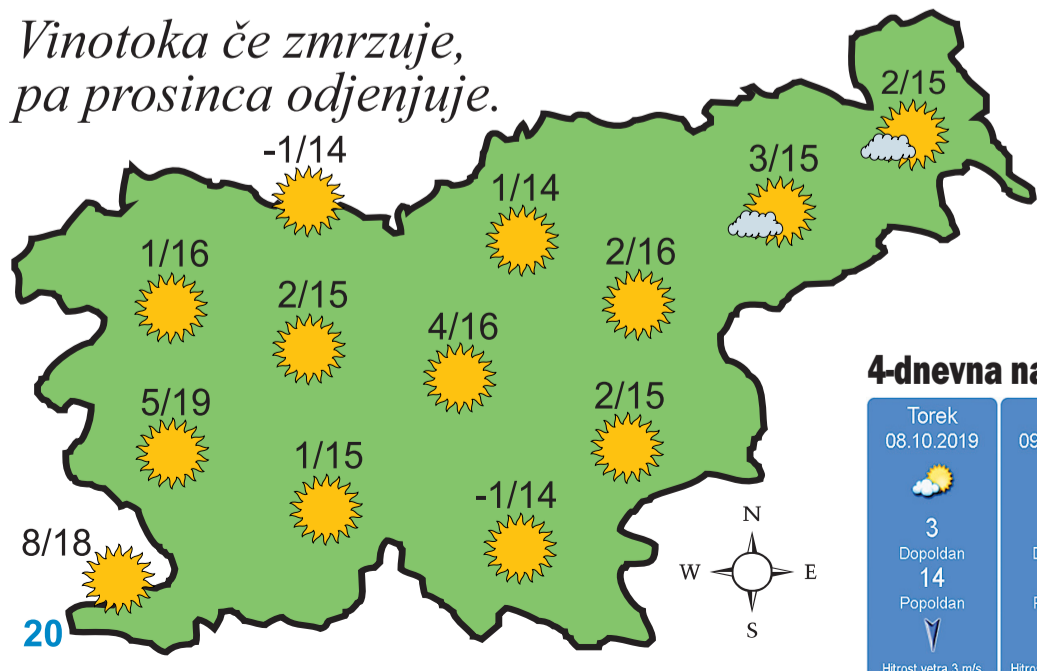 Vinotoka če zmrzuje,
pa prosinca odjenjuje.
2/15
-1/14
3/15
1/14
1/16
2/16
2/15
4/16
5/19
2/15
1/15
-1/14
8/18
N
W E
S
20
4-dnevna na
Torek
08.10.2019
09
3
Dopoldan
14
Popoldan
Hitrost vetra 3 m/s